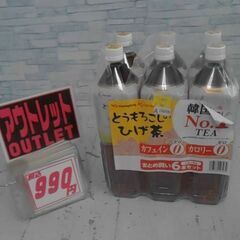 アウトレット
OUTLET
税込
990円
とうもろこしの
ひげ茶
韓国
No.1
TEA
カフェイン 0
カロリー 0
まとめ買い 6本セット